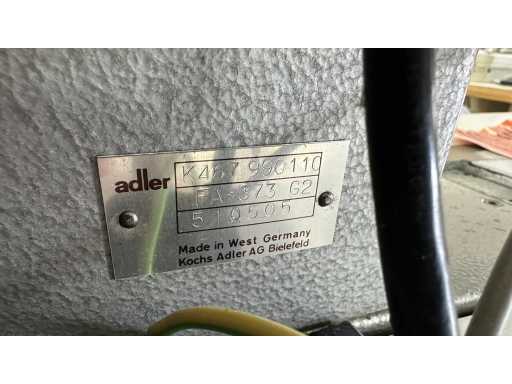 adler
K467 990110
FA-373 G2
510505
Made in West Germany
Kochs Adler AG Bielefeld